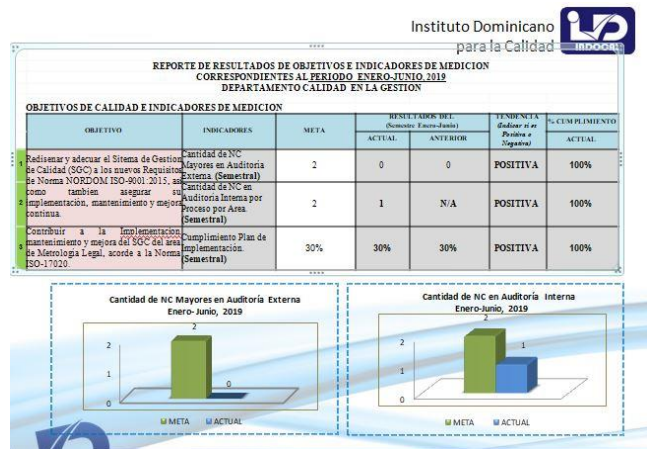 Instituto Dominicano
para la Calidad
INDOCAL
REPORTE DE RESULTADOS DE OBJETIVOS E INDICADORES DE MEDICION
CORRESPONDIENTES AL PERIODO ENERO-JUNIO, 2019
DEPARTAMENTO CALIDAD EN LA GESTION
OBJETIVOS DE CALIDAD E INDICADORES DE MEDICION
OBJETIVO
INDICADORES
META
RESULTADOS DEL
(Semestre Enero-Junio)
ACTUAL
ANTERIOR
TENDENCIA
(Indicar si es
Positiva o
Negativa)
% CUMPLIMIENTO
ACTUAL
1
Redisenar y adecuar el Sitema de Gestion
de Calidad (SGC) a los nuevos Requisitos
de Norma NORDOM ISO-9001:2015, asi
como tambien asegurar su
implementación, mantenimiento y mejora
continua.
Cantidad de NC
Mayores en Auditoria
Externa. (Semestral)
2
0
0
POSITIVA
100%
2
Cantidad de NC en
Auditoria Interna por
Proceso por Area.
(Semestral)
2
1
N/A
POSITIVA
100%
3
Contribuir a la Implementacion,
mantenimiento y mejora del SGC del area
de Metrologia Legal, acorde a la Norma
ISO-17020.
Cumplimiento Plan de
Implementación.
(Semestral)
30%
30%
30%
POSITIVA
100%
Cantidad de NC Mayores en Auditoría Externa
Enero- Junio, 2019
2
2
1
0
0
META
ACTUAL
Cantidad de NC en Auditoría Interna
Enero-Junio, 2019
2
2
1
1
0
META
ACTUAL